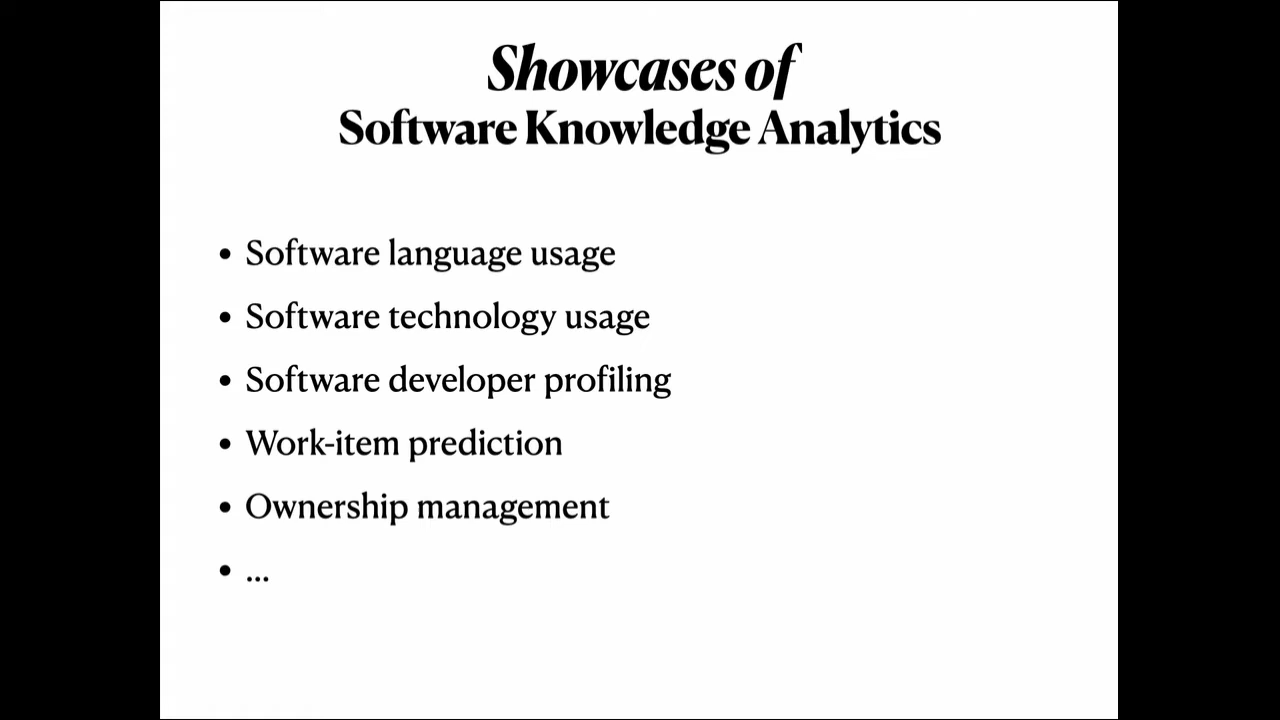 Showcases of
Software Knowledge Analytics
• Software language usage
• Software technology usage
• Software developer profiling
• Work-item prediction
• Ownership management
• ...